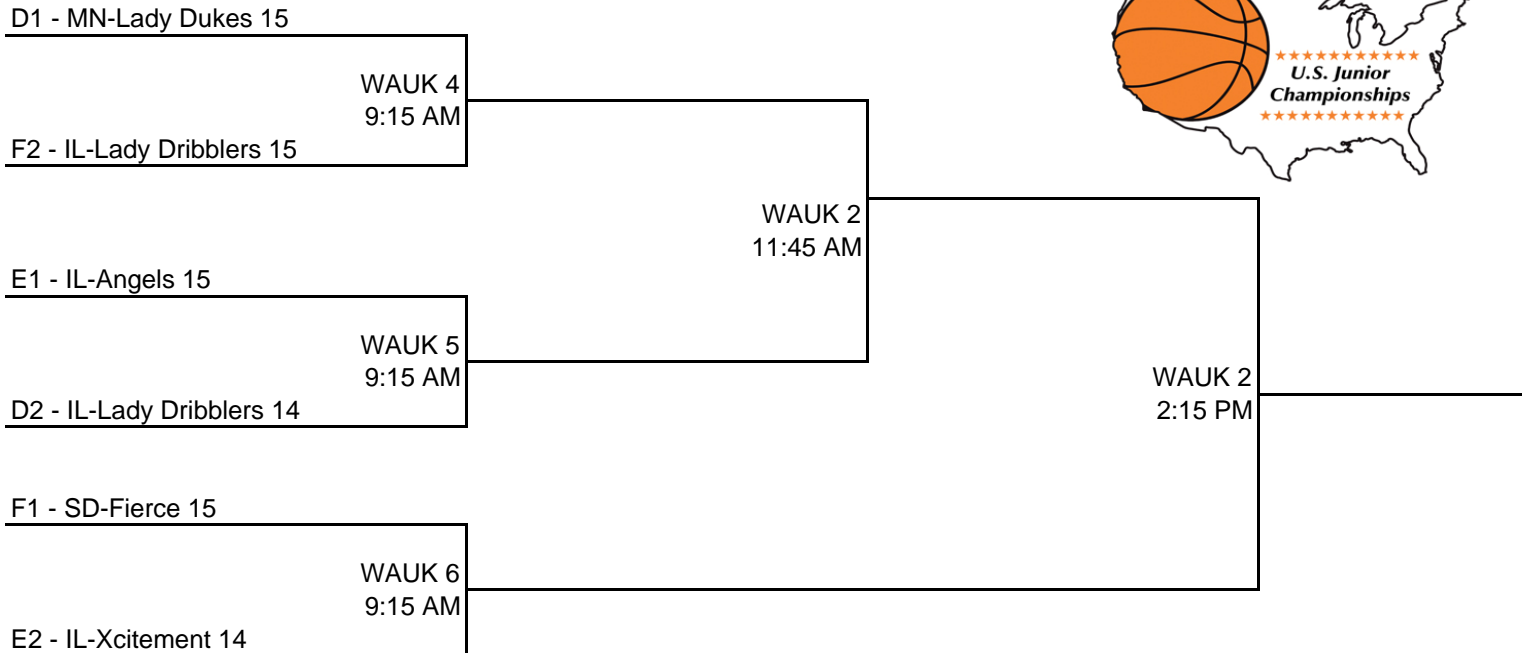 D1 - MN-Lady Dukes 15
WAUK 4
9:15 AM
F2 - IL-Lady Dribblers 15
U.S. Junior
Championships
WAUK 2
11:45 AM
E1 - IL-Angels 15
WAUK 5
9:15 AM
D2 - IL-Lady Dribblers 14
WAUK 2
2:15 PM
F1 - SD-Fierce 15
WAUK 6
9:15 AM
E2 - IL-Xcitement 14